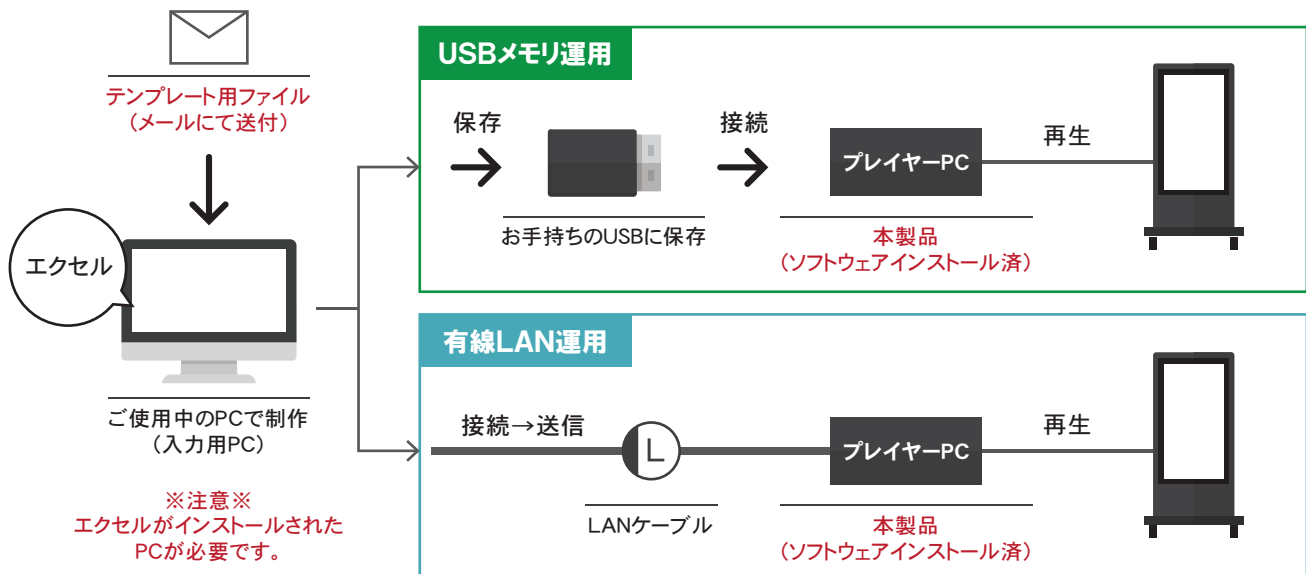 テンプレート用ファイル
（メールにて送付）
エクセル
ご使用中のPCで制作
（入力用PC）
※注意※
エクセルがインストールされた
PCが必要です。
USBメモリ運用
保存
接続
プレイヤーPC
再生
お手持ちのUSBに保存
本製品
（ソフトウェアインストール済）
有線LAN運用
接続→送信
L
プレイヤーPC
再生
LANケーブル
本製品
（ソフトウェアインストール済）